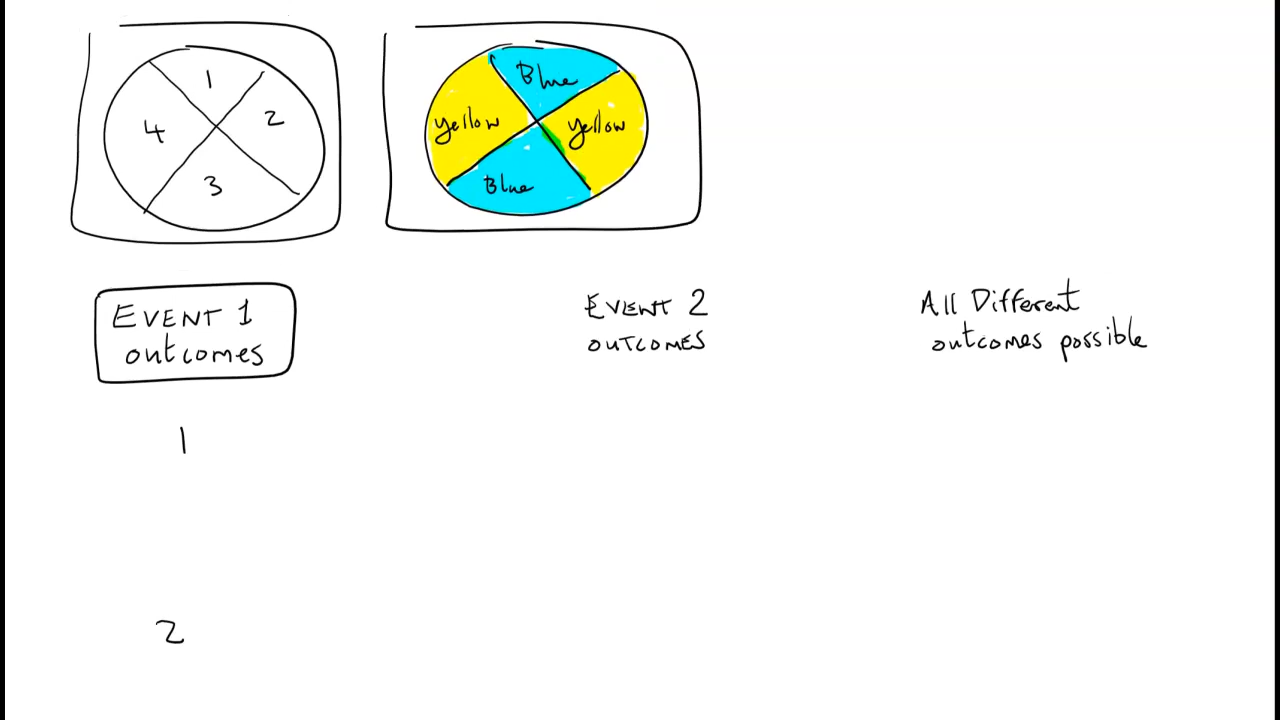 1
2
3
4
Blue
Yellow
Yellow
Blue
EVENT 1
outcomes
EVENT 2
OUTCOMES
All Different
outcomes possible
1
2